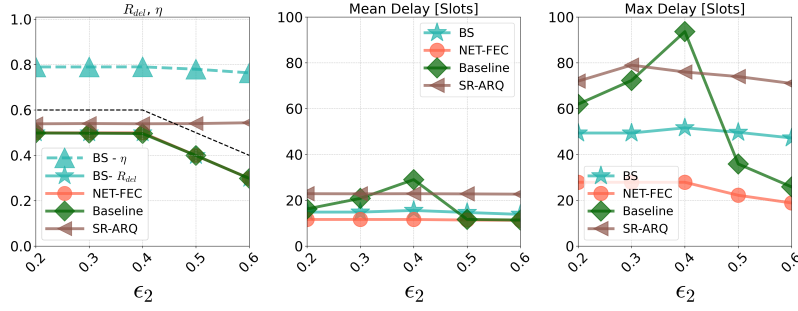 R_del, η
1.0
0.8
0.6
0.4
0.2
0.0
BS - η
BS- R_del
NET-FEC
Baseline
SR-ARQ
0.2
0.3
0.4
0.5
0.6
ϵ₂
Mean Delay [Slots]
100
80
60
40
20
0
BS
NET-FEC
Baseline
SR-ARQ
0.2
0.3
0.4
0.5
0.6
ϵ₂
Max Delay [Slots]
100
80
60
40
20
0
BS
NET-FEC
Baseline
SR-ARQ
0.2
0.3
0.4
0.5
0.6
ϵ₂